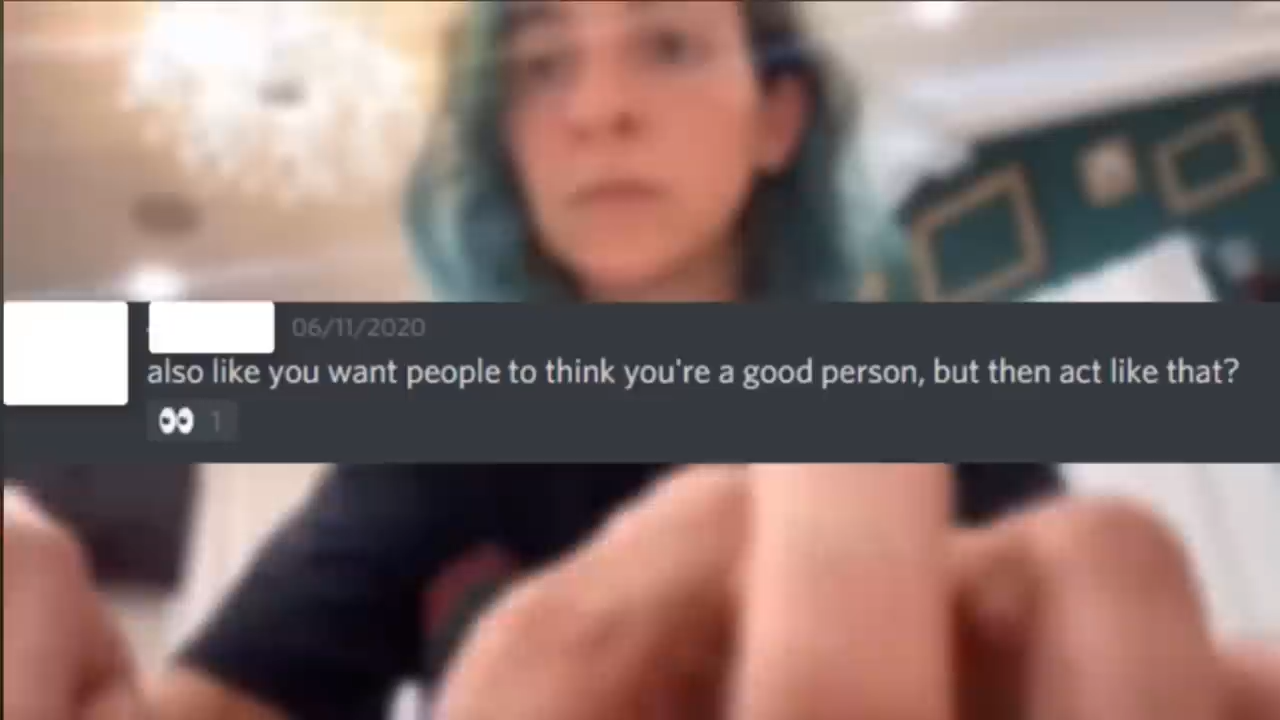 06/11/2020
also like you want people to think you're a good person, but then act like that?
👀 1